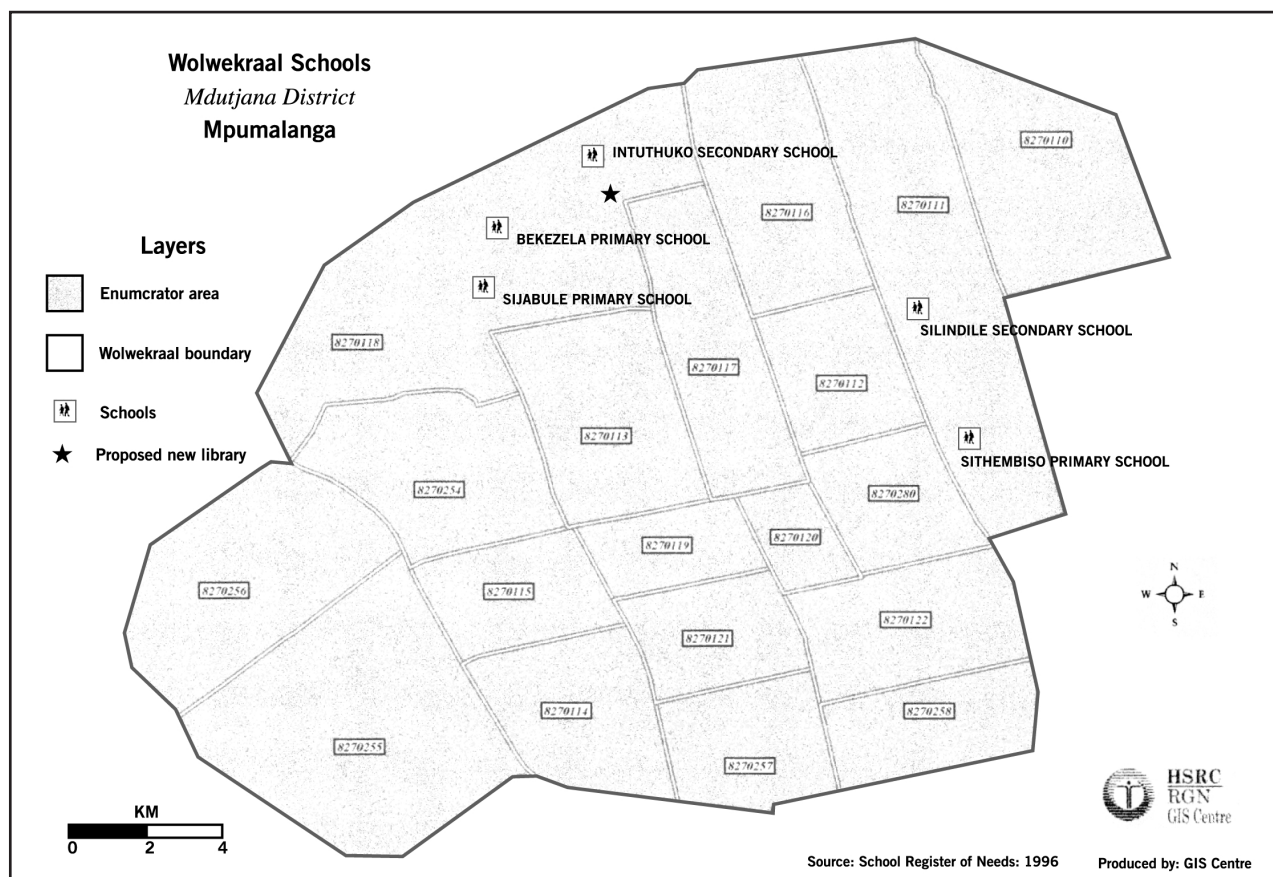 Wolwekraal Schools
Mdutjana District
Mpumalanga
INTUTHUKO SECONDARY SCHOOL
8270110
BEKEZELA PRIMARY SCHOOL
8270116
8270111
Layers
Enumcrator area
SIJABULE PRIMARY SCHOOL
SILINDILE SECONDARY SCHOOL
8270118
Wolwekraal boundary
8270117
8270112
Schools
8270113
Proposed new library
SITHEMBISO PRIMARY SCHOOL
8270254
8270280
8270119
8270120
8270256
8270115
N
W E
S
8270122
8270121
8270114
8270258
8270255
8270257
KM
0 2 4
HSRC
RGN
GIS Centre
Source: School Register of Needs: 1996
Produced by: GIS Centre